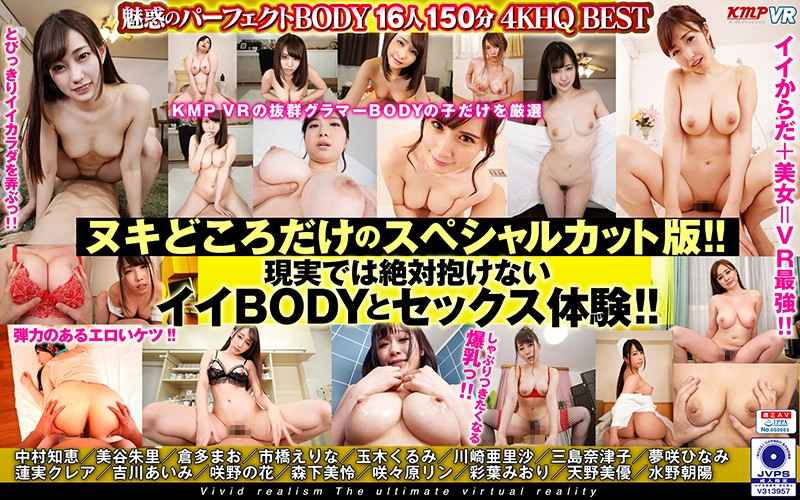 魅惑のパーフェクトBODY 16人150分 4KHQ BEST
KMP VR
とびっきりイイカラダを弄ぶっ!!
KMP VRの抜群グラマーBODYの子だけを厳選
イイからだ+美女=VR最強!!
ヌキどころだけのスペシャルカット版!!
現実では絶対抱けない
イイBODYとセックス体験!!
弾力のあるエロいケツ!!
しゃぶりつきたくなる
爆乳っ!!
中村知恵/美谷朱里/倉多まお/市橋えりな/玉木くるみ/川崎亜里沙/三島奈津子/夢咲ひなみ
蓮実クレア/吉川あいみ/咲野の花/森下美怜/咲々原リン/彩葉みおり/天野美優/水野朝陽
Vivid realism The ultimate virtual reality
適正AV
IPPA
JVPS
V313957